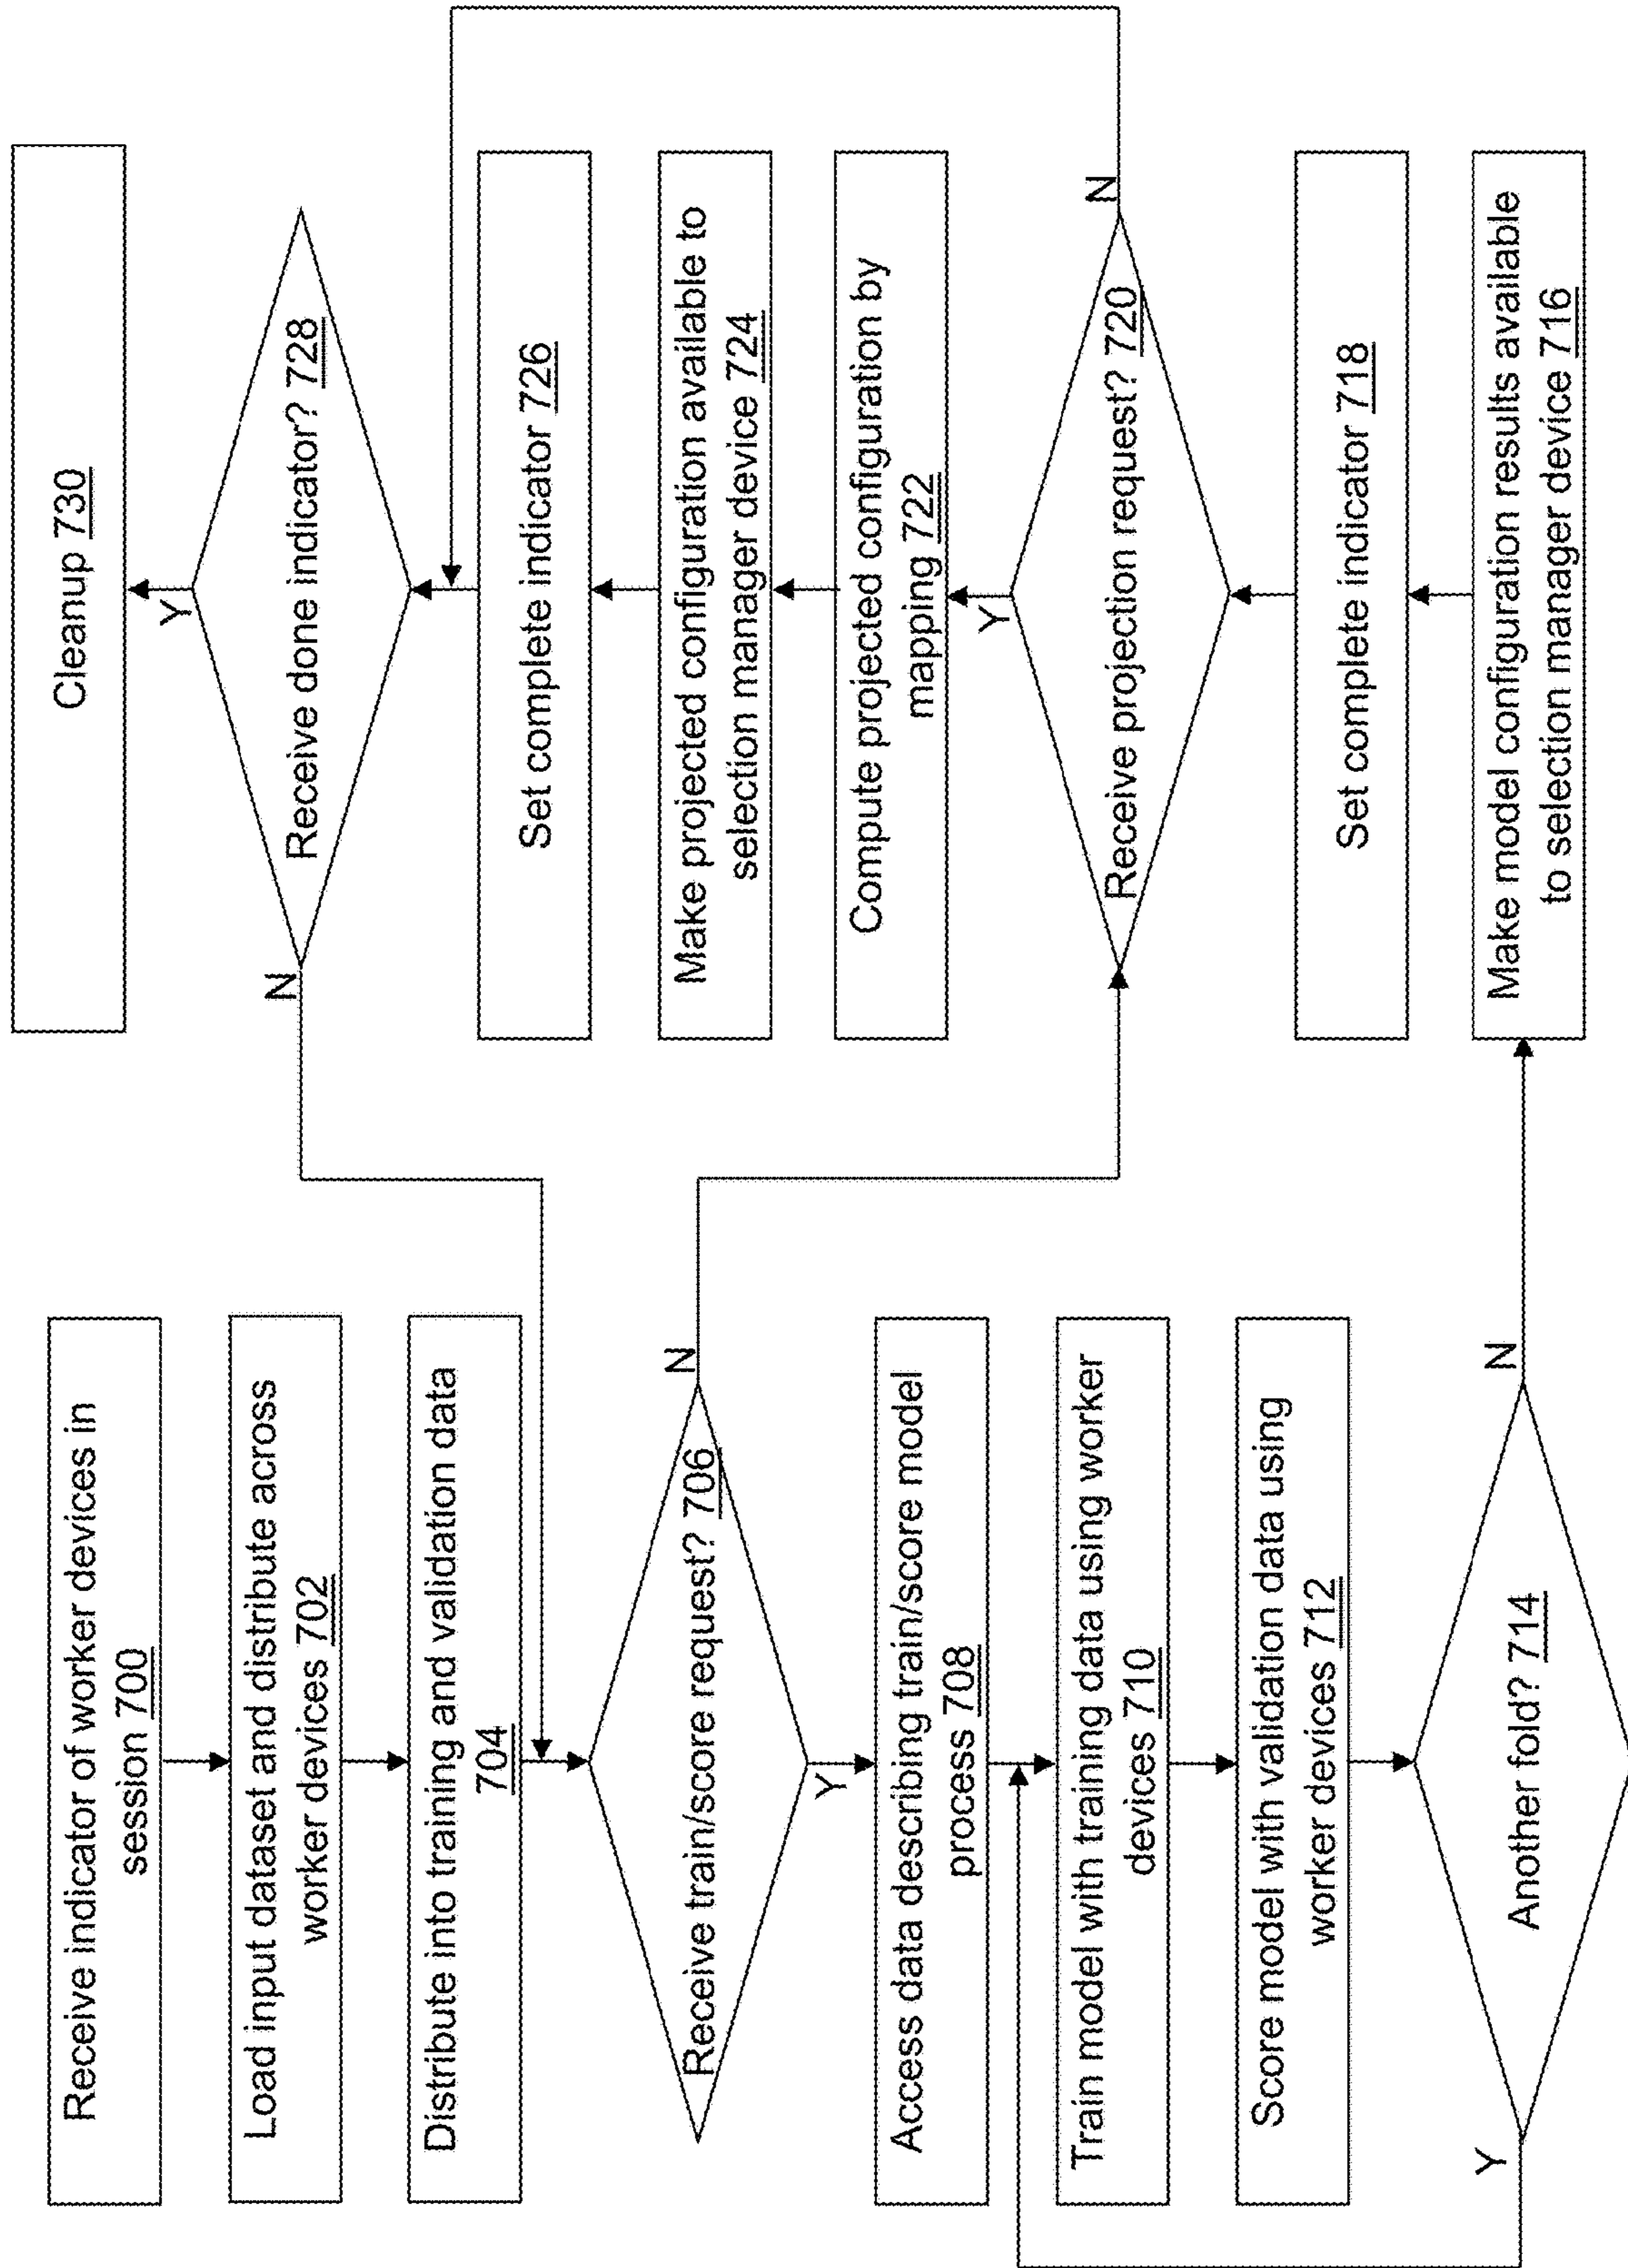 Receive indicator of worker devices in
session 700
Load input dataset and distribute across
worker devices 702
Distribute into training and validation data
704
Receive train/score request? 706
N
Y
Access data describing train/score model
process 708
Train model with training data using worker
devices 710
Score model with validation data using
worker devices 712
Another fold? 714
Y
N
Cleanup 730
Y
Receive done indicator? 728
N
Set complete indicator 726
Make projected configuration available to
selection manager device 724
Compute projected configuration by
mapping 722
Y
Receive projection request? 720
N
Set complete indicator 718
Make model configuration results available
to selection manager device 716